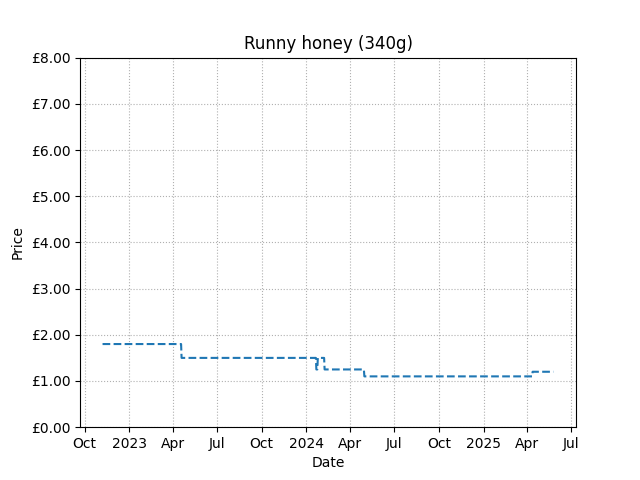 Runny honey (340g)
£8.00
£7.00
£6.00
£5.00
£4.00
£3.00
£2.00
£1.00
£0.00
Price
Oct 2023 Apr Jul Oct 2024 Apr Jul Oct 2025 Apr Jul
Date